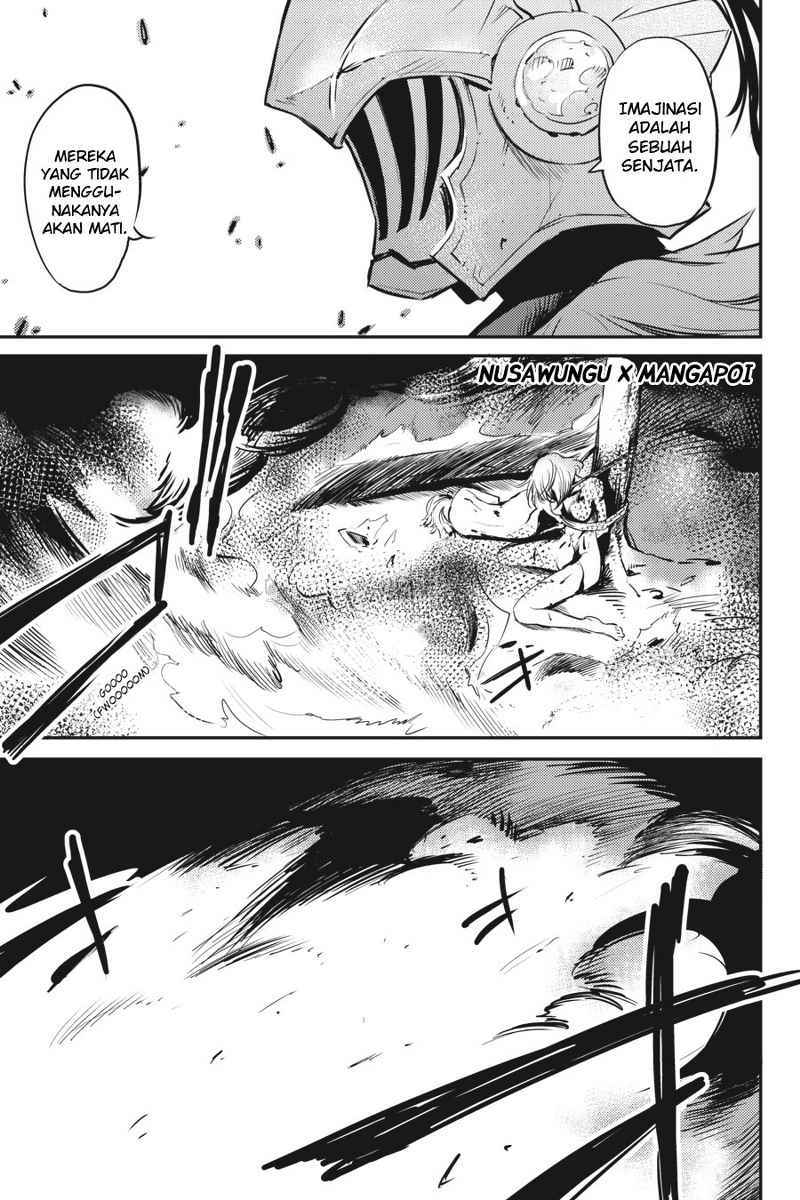 IMAJINASI
ADALAH
SEBUAH
SENJATA.
MEREKA
YANG TIDAK
MENGGU-
NAKANYA
AKAN MATI.
NUSAWUNGU X MANGAPOI
GOOOO
(FWOOOOOM)